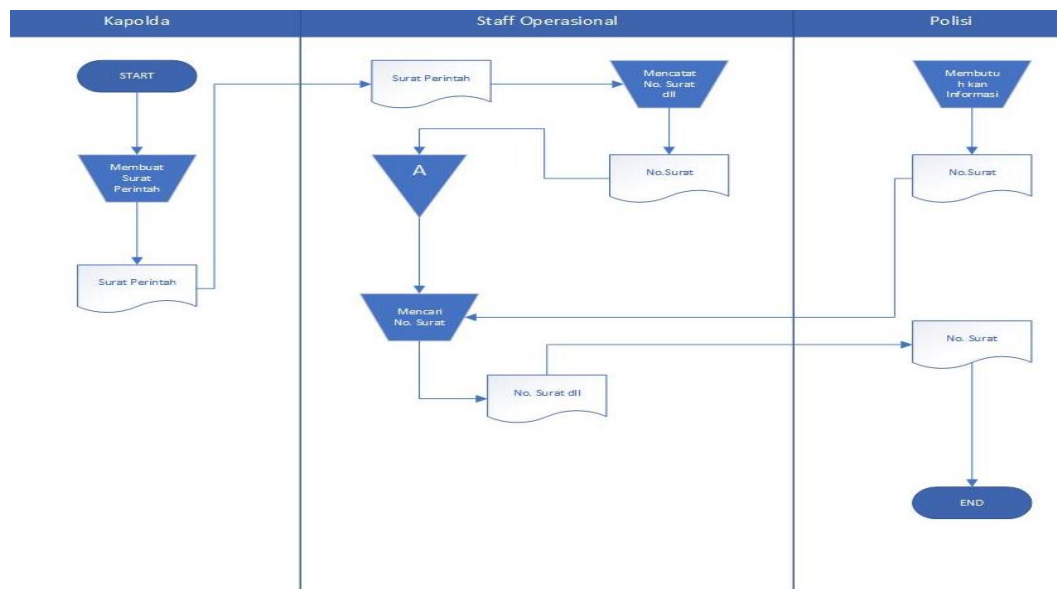 Kapolda
Staff Operasional
Polisi
START
Membuat
Surat
Perintah
Surat Perintah
Surat Perintah
Mencatat
No. Surat
dll
No.Surat
A
Mencari
No. Surat
No. Surat dll
Membutu
h kan
Informasi
No.Surat
No. Surat
END